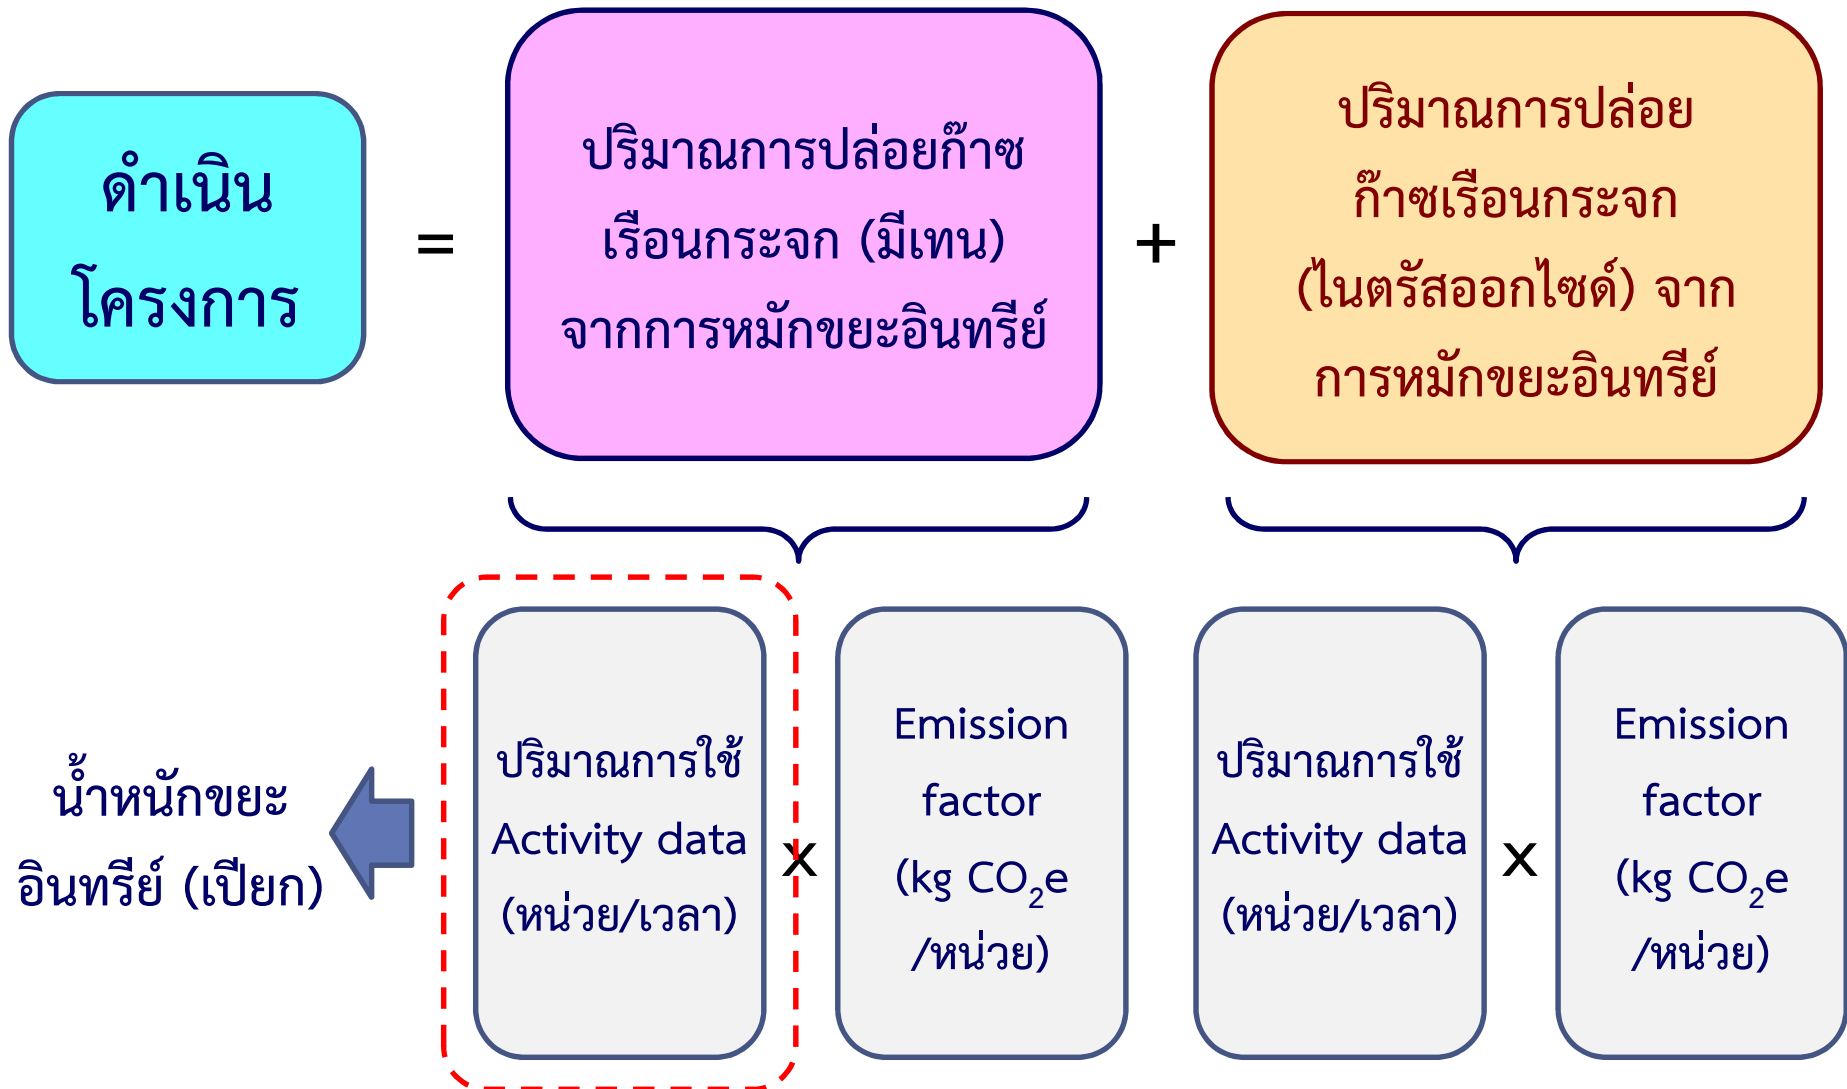 ดำเนิน
โครงการ
=
ปริมาณการปล่อยก๊าซ
เรือนกระจก (มีเทน)
จากการหมักขยะอินทรีย์
+
ปริมาณการปล่อย
ก๊าซเรือนกระจก
(ไนตรัสออกไซด์) จาก
การหมักขยะอินทรีย์
น้ำหนักขยะ
อินทรีย์ (เปียก)
ปริมาณการใช้
Activity data
(หน่วย/เวลา)
x
Emission
factor
(kg CO₂e
/หน่วย)
ปริมาณการใช้
Activity data
(หน่วย/เวลา)
x
Emission
factor
(kg CO₂e
/หน่วย)